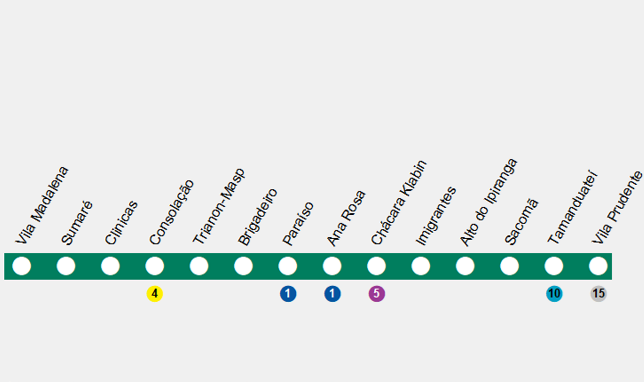 Vila Madalena
Sumaré
Clinicas
Consolação
Trianon-Masp
Brigadeiro
Paraíso
Ana Rosa
Chácara Klabin
Imigrantes
Alto do Ipiranga
Sacomã
Tamanduateí
Vila Prudente
4
1
1
5
10
15